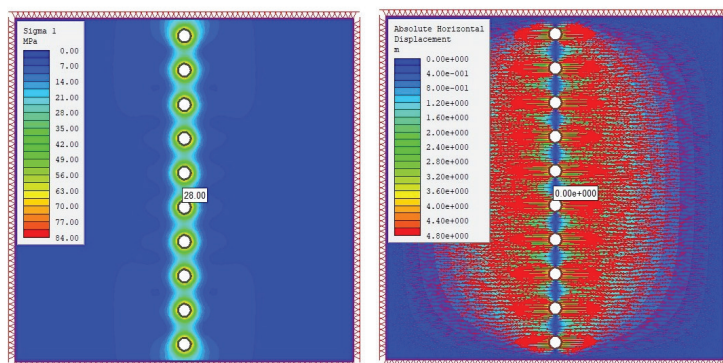 Sigma 1
MPa
0.00
7.00
14.00
21.00
28.00
35.00
42.00
49.00
56.00
63.00
70.00
77.00
84.00
28.00
Absolute Horizontal
Displacement
m
0.00e+000
4.00e-001
8.00e-001
1.20e+000
1.60e+000
2.00e+000
2.40e+000
2.80e+000
3.20e+000
3.60e+000
4.00e+000
4.40e+000
4.80e+000
0.00e+000